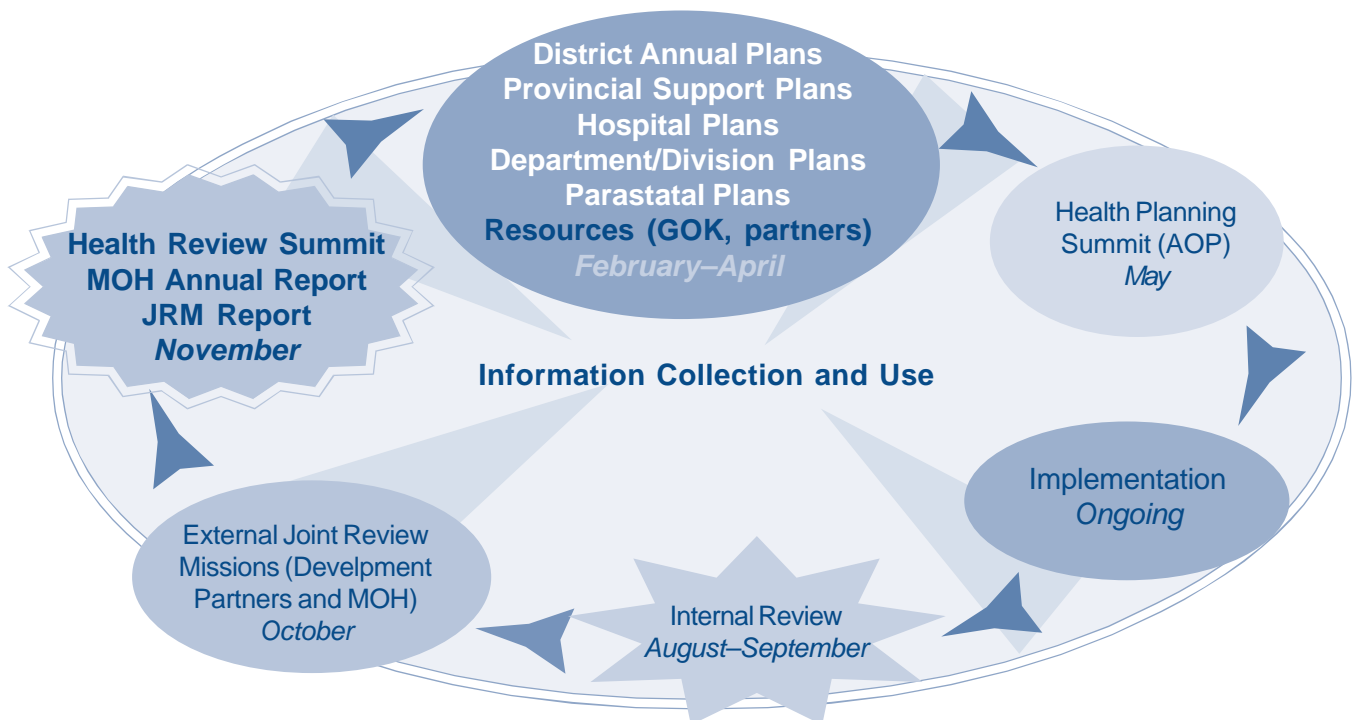 District Annual Plans
Provincial Support Plans
Hospital Plans
Department/Division Plans
Parastatal Plans
Resources (GOK, partners)
February–April
Health Planning
Summit (AOP)
May
Implementation
Ongoing
Internal Review
August–September
External Joint Review
Missions (Develpment
Partners and MOH)
October
Health Review Summit
MOH Annual Report
JRM Report
November
Information Collection and Use